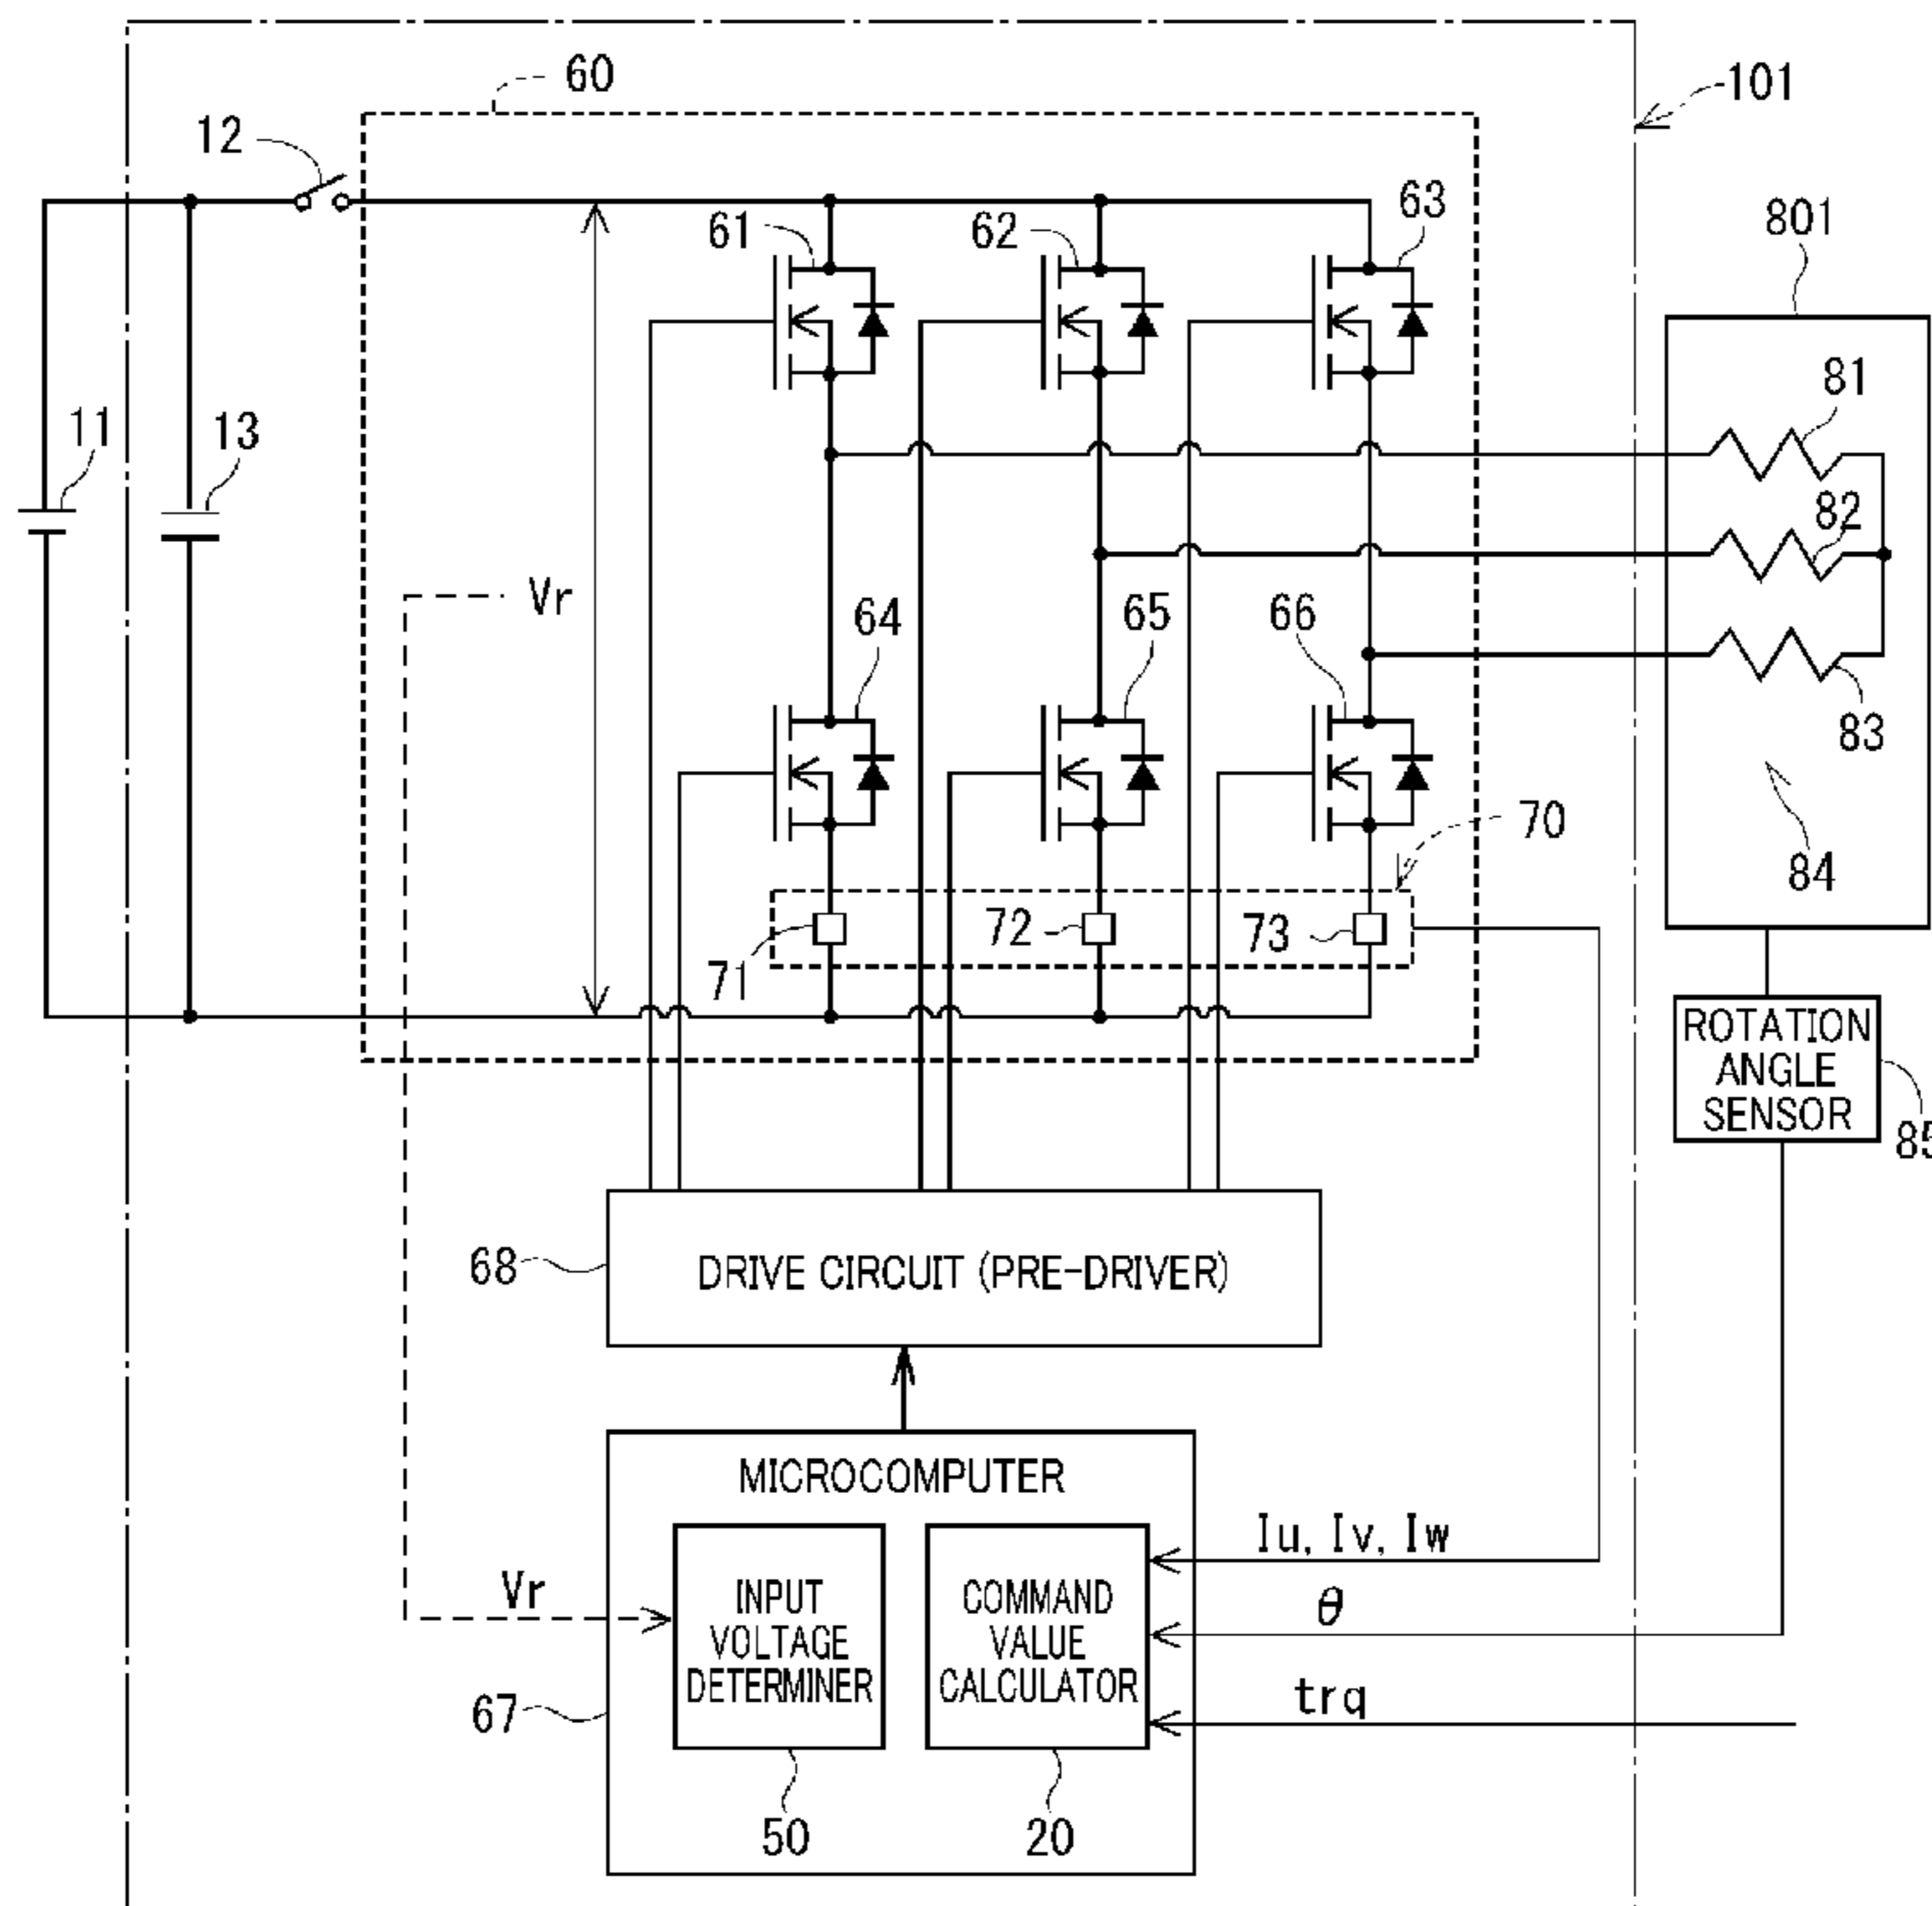 60
101
12
61
62
63
801
81
11
13
82
Vr
64
65
66
83
70
84
72
73
71
ROTATION
ANGLE
SENSOR
85
68
DRIVE CIRCUIT (PRE-DRIVER)
MICROCOMPUTER
Iu, Iv, Iw
Vr
INPUT
VOLTAGE
DETERMINER
COMMAND
VALUE
CALCULATOR
θ
67
trq
50
20